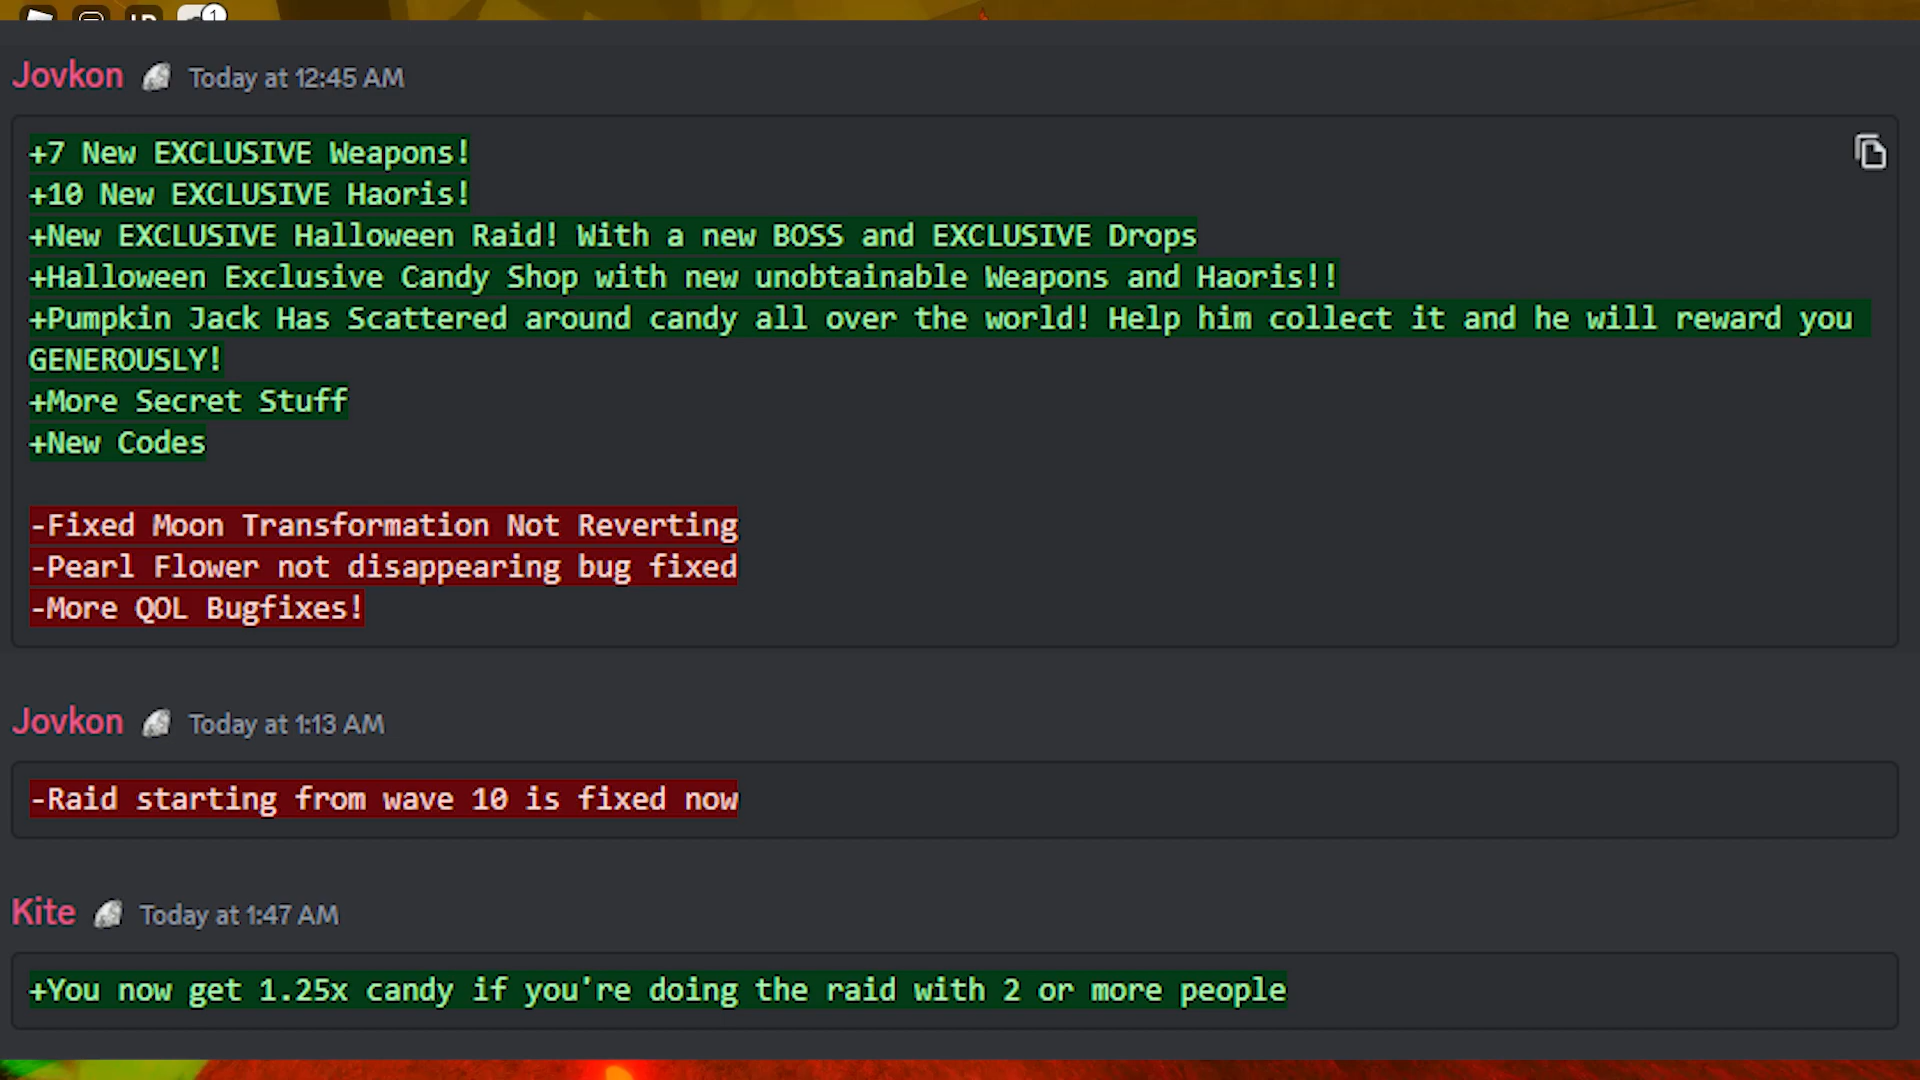 1
Jovkon Today at 12:45 AM
+7 New EXCLUSIVE Weapons!
+10 New EXCLUSIVE Haoris!
+New EXCLUSIVE Halloween Raid! With a new BOSS and EXCLUSIVE Drops
+Halloween Exclusive Candy Shop with new unobtainable Weapons and Haoris!!
+Pumpkin Jack Has Scattered around candy all over the world! Help him collect it and he will reward you
GENEROUSLY!
+More Secret Stuff
+New Codes
-Fixed Moon Transformation Not Reverting
-Pearl Flower not disappearing bug fixed
-More QOL Bugfixes!
Jovkon Today at 1:13 AM
-Raid starting from wave 10 is fixed now
Kite Today at 1:47 AM
+You now get 1.25x candy if you're doing the raid with 2 or more people